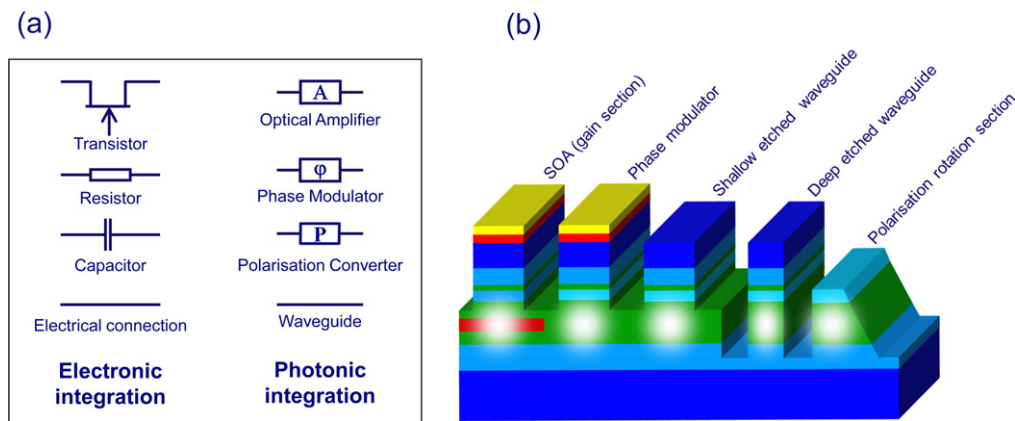 (a)
Transistor
Resistor
Capacitor
Electrical connection
Electronic
integration
A
Optical Amplifier
φ
Phase Modulator
P
Polarisation Converter
Waveguide
Photonic
integration
(b)
SOA (gain section)
Phase modulator
Shallow etched waveguide
Deep etched waveguide
Polarisation rotation section